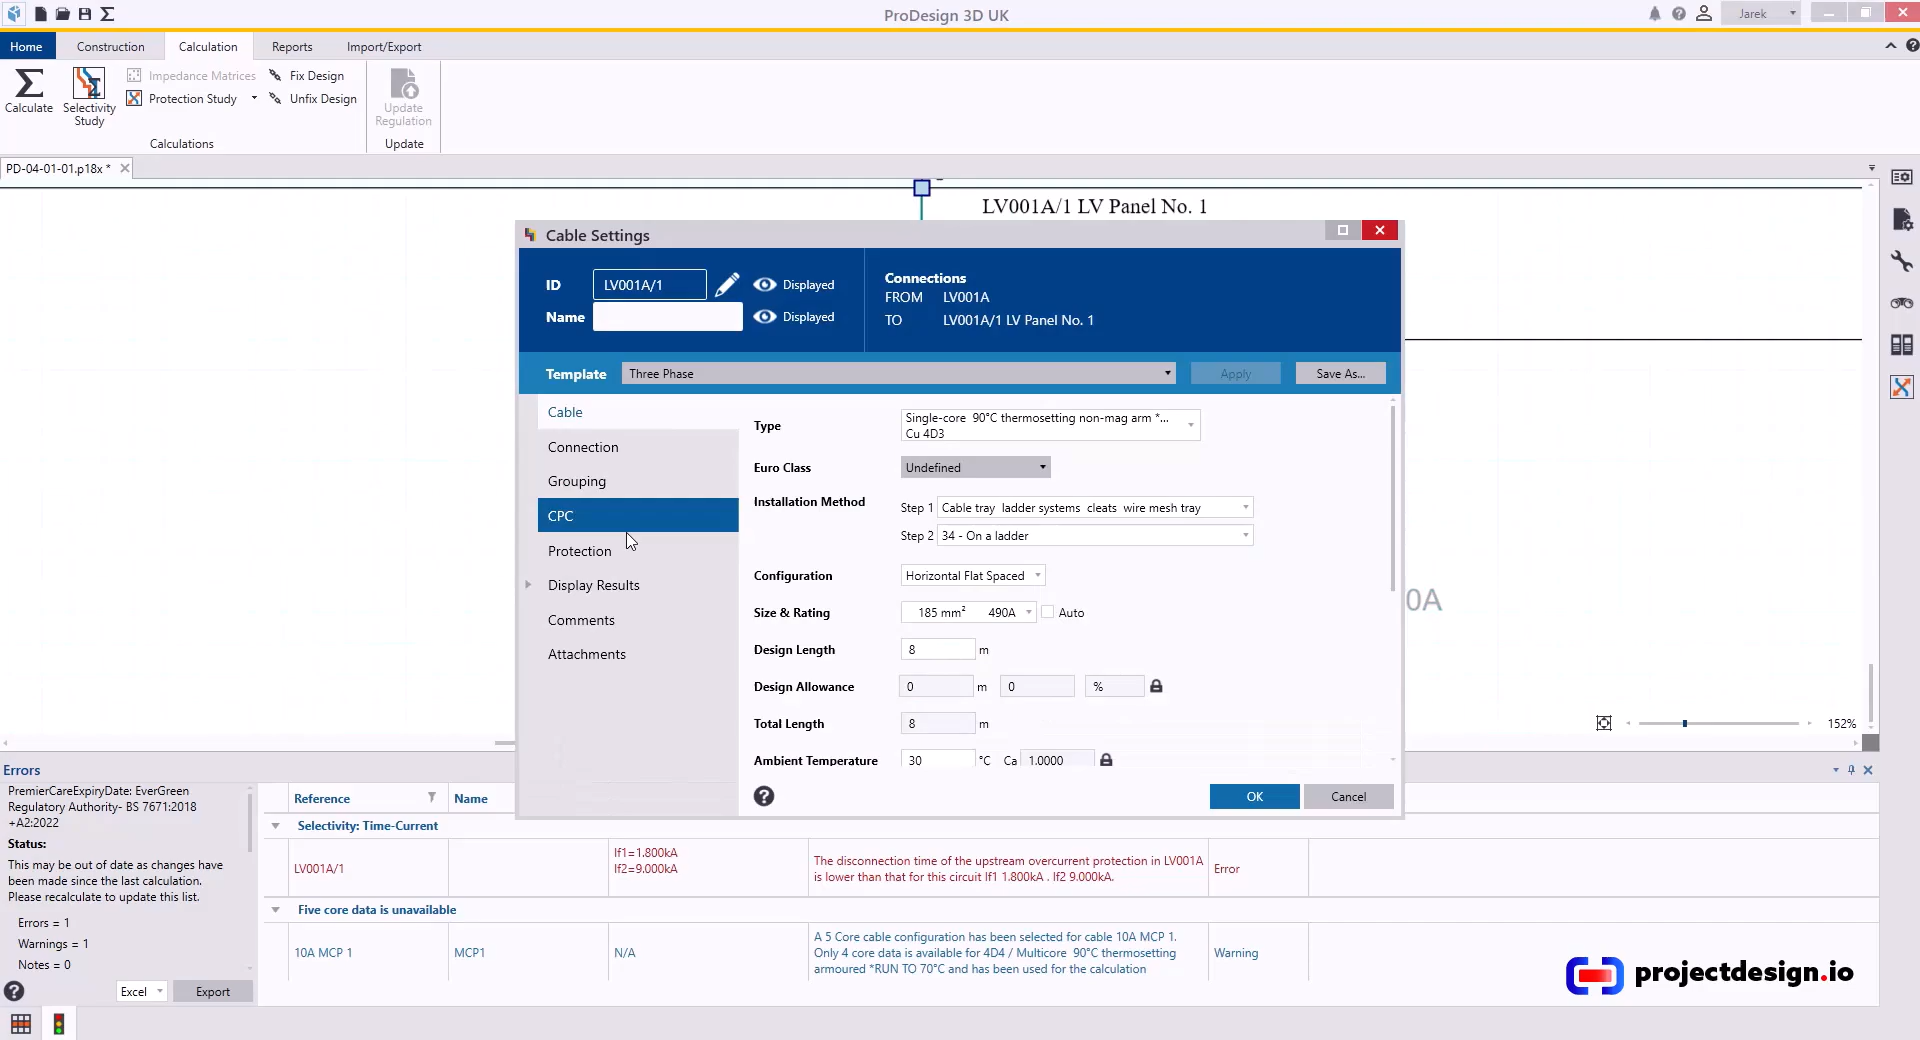 ProDesign 3D UK
Jarek
Home
Construction
Calculation
Reports
Import/Export
Calculate
Selectivity
Study
Impedance Matrices
Protection Study
Fix Design
Unfix Design
Update
Regulation
Calculations
Update
PD-04-01-01.p18x *
LV001A/1 LV Panel No. 1
Cable Settings
ID
LV001A/1
Displayed
Name
Displayed
Connections
FROM LV001A
TO LV001A/1 LV Panel No. 1
Template
Three Phase
Apply
Save As...
Cable
Connection
Grouping
CPC
Protection
Display Results
Comments
Attachments
Type
Single-core 90°C thermosetting non-mag arm *...
Cu 4D3
Euro Class
Undefined
Installation Method
Step 1 Cable tray ladder systems cleats wire mesh tray
Step 2 34 - On a ladder
Configuration
Horizontal Flat Spaced
Size & Rating
185 mm² 490A
Auto
Design Length
8 m
Design Allowance
0 m 0 %
Total Length
8 m
Ambient Temperature
30 °C Ca 1.0000
OK
Cancel
0A
152%
Errors
PremierCareExpiryDate: EverGreen
Regulatory Authority- BS 7671:2018
+A2:2022
Status:
This may be out of date as changes have
been made since the last calculation.
Please recalculate to update this list.
Errors = 1
Warnings = 1
Notes = 0
Excel
Export
Reference
Name
Selectivity: Time-Current
LV001A/1
If1=1.800kA
If2=9.000kA
The disconnection time of the upstream overcurrent protection in LV001A
is lower than that for this circuit If1 1.800kA . If2 9.000kA.
Error
Five core data is unavailable
10A MCP 1
MCP1
N/A
A 5 Core cable configuration has been selected for cable 10A MCP 1.
Only 4 core data is available for 4D4 / Multicore 90°C thermosetting
armoured *RUN TO 70°C and has been used for the calculation
Warning
projectdesign.io